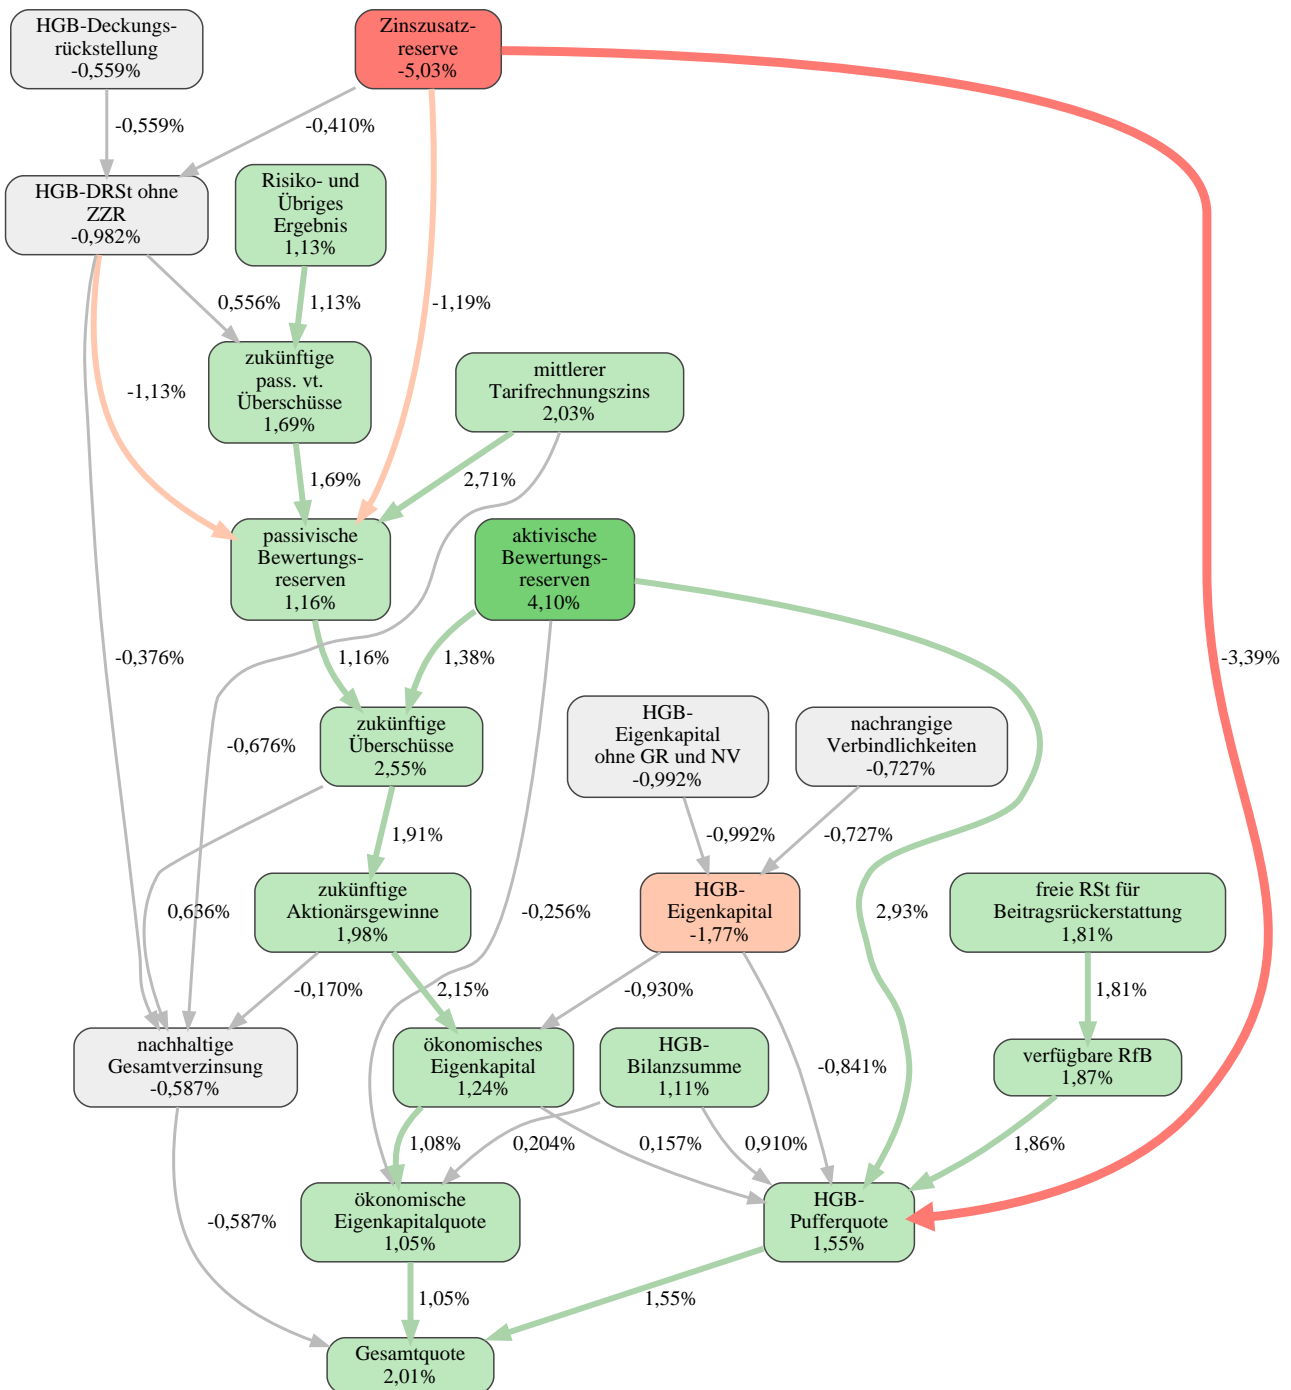 HGB-Deckungs-
rückstellung
-0,559%
Zinszusatz-
reserve
-5,03%
-0,559%
-0,410%
HGB-DRSt ohne
ZZR
-0,982%
Risiko- und
Übriges
Ergebnis
1,13%
0,556%
1,13%
-1,19%
zukünftige
pass. vt.
Überschüsse
1,69%
mittlerer
Tarifrechnungszins
2,03%
-1,13%
1,69%
2,71%
passivische
Bewertungs-
reserven
1,16%
aktivische
Bewertungs-
reserven
4,10%
-0,376%
1,16%
1,38%
-3,39%
zukünftige
Überschüsse
2,55%
HGB-
Eigenkapital
ohne GR und NV
-0,992%
nachrangige
Verbindlichkeiten
-0,727%
-0,676%
1,91%
-0,992%
-0,727%
zukünftige
Aktionärsgewinne
1,98%
HGB-
Eigenkapital
-1,77%
freie RSt für
Beitragsrückerstattung
1,81%
0,636%
-0,256%
2,93%
-0,170%
2,15%
-0,930%
1,81%
nachhaltige
Gesamtverzinsung
-0,587%
ökonomisches
Eigenkapital
1,24%
HGB-
Bilanzsumme
1,11%
-0,841%
verfügbare RfB
1,87%
1,08%
0,204%
0,157%
0,910%
1,86%
-0,587%
ökonomische
Eigenkapitalquote
1,05%
HGB-
Pufferquote
1,55%
1,05%
1,55%
Gesamtquote
2,01%